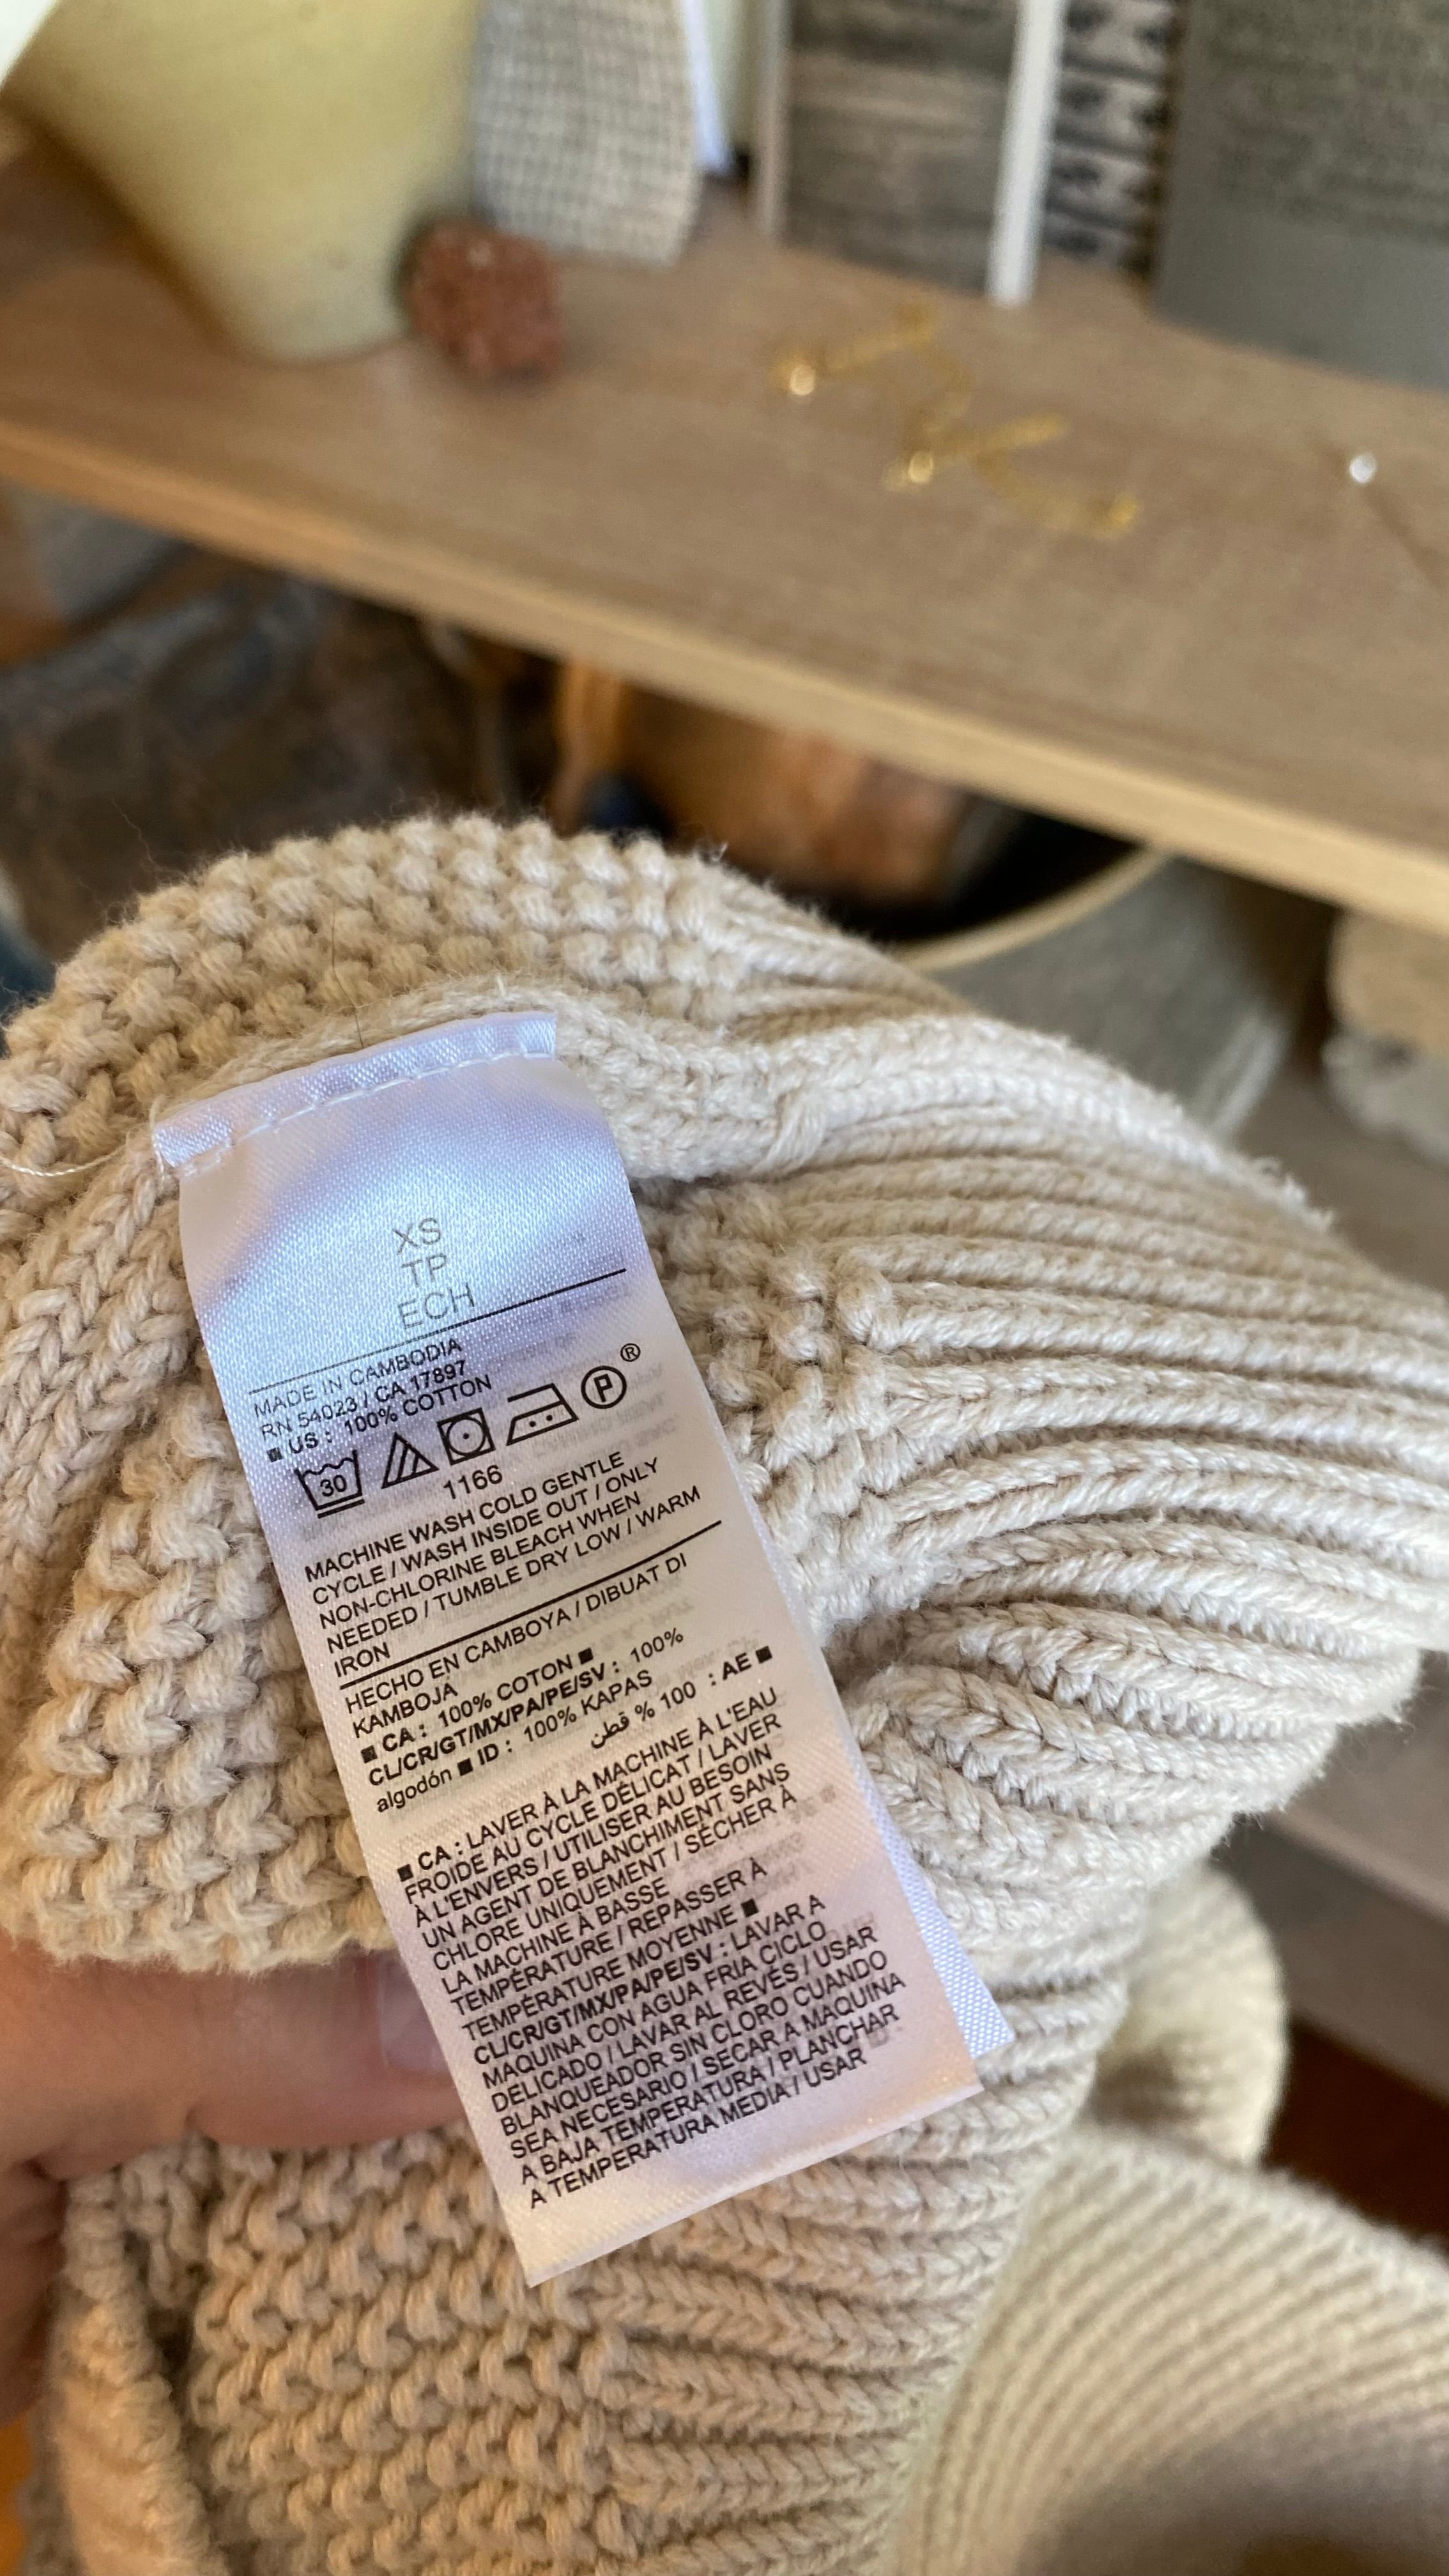 XS
TP
ECH
MADE IN CAMBODIA
RN 54023 / CA 17897
■ US : 100% COTTON
30 P ®
1166
MACHINE WASH COLD GENTLE
CYCLE / WASH INSIDE OUT / ONLY
NON-CHLORINE BLEACH WHEN
NEEDED / TUMBLE DRY LOW / WARM
IRON
HECHO EN CAMBOYA / DIBUAT DI
KAMBOJA
■ CA : 100% COTON ■
CL/CR/GT/MX/PA/PE/SV : 100%
algodón ■ ID : 100% KAPAS
■ AE : 100 % قطن
■ CA : LAVER À LA MACHINE À L'EAU
FROIDE AU CYCLE DÉLICAT / LAVER
À L'ENVERS / UTILISER AU BESOIN
UN AGENT DE BLANCHIMENT SANS
CHLORE UNIQUEMENT / SÉCHER À
LA MACHINE À BASSE
TEMPÉRATURE / REPASSER À
TEMPÉRATURE MOYENNE ■
CL/CR/GT/MX/PA/PE/SV : LAVAR A
MAQUINA CON AGUA FRIA CICLO
DELICADO / LAVAR AL REVÉS / USAR
BLANQUEADOR SIN CLORO CUANDO
SEA NECESARIO / SECAR A MAQUINA
A BAJA TEMPERATURA / PLANCHAR
A TEMPERATURA MEDIA / USAR